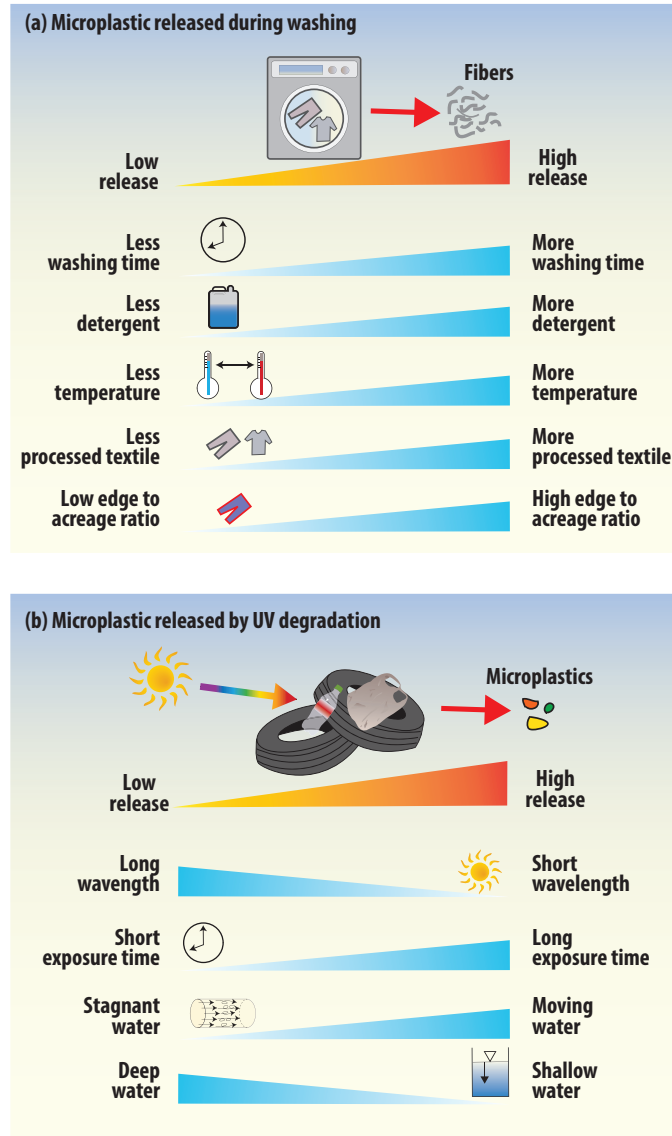 (a) Microplastic released during washing
Fibers
Low
release
High
release
Less
washing time
More
washing time
Less
detergent
More
detergent
Less
temperature
More
temperature
Less
processed textile
More
processed textile
Low edge to
acreage ratio
High edge to
acreage ratio
(b) Microplastic released by UV degradation
Microplastics
Low
release
High
release
Long
wavength
Short
wavelength
Short
exposure time
Long
exposure time
Stagnant
water
Moving
water
Deep
water
Shallow
water